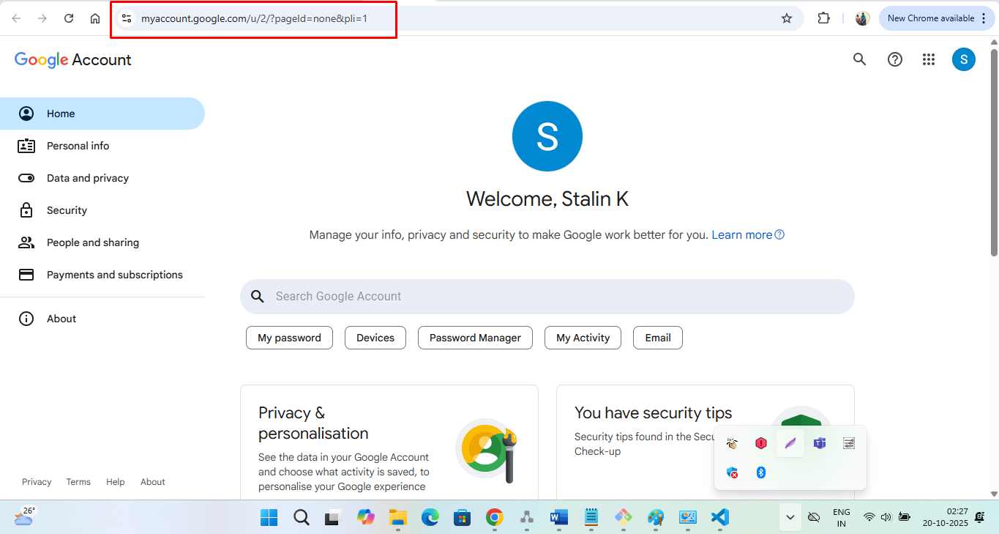 myaccount.google.com/u/2/?pageId=none&pli=1
New Chrome available
Google Account
S
Home
Personal info
Data and privacy
Security
People and sharing
Payments and subscriptions
About
S
Welcome, Stalin K
Manage your info, privacy and security to make Google work better for you. Learn more
Search Google Account
My password
Devices
Password Manager
My Activity
Email
Privacy &
personalisation
See the data in your Google Account
and choose what activity is saved, to
personalise your Google experience
You have security tips
Security tips found in the Secu
Check-up
Privacy
Terms
Help
About
26°
ENG
IN
02:27
20-10-2025